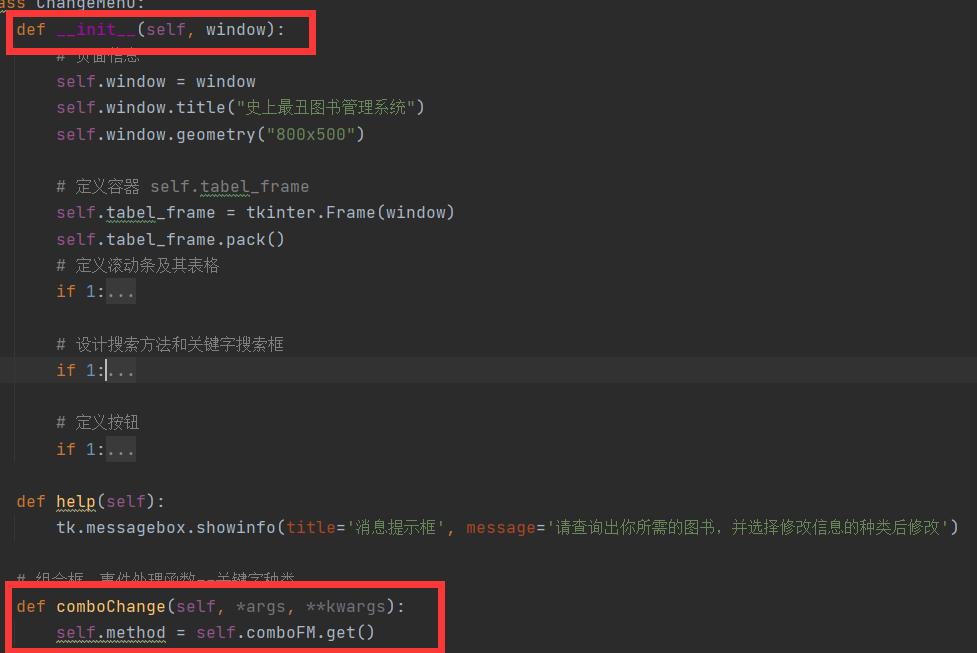 ass ChangeMenu:
def __init__(self, window):
# 页面信息
self.window = window
self.window.title("史上最丑图书管理系统")
self.window.geometry("800x500")
# 定义容器 self.tabel_frame
self.tabel_frame = tkinter.Frame(window)
self.tabel_frame.pack()
# 定义滚动条及其表格
if 1:...
# 设计搜索方法和关键字搜索框
if 1:...
# 定义按钮
if 1:...
def help(self):
tk.messagebox.showinfo(title='消息提示框', message='请查询出你所需的图书，并选择修改信息的种类后修改')
# 组合框，事件处理函数--关键字种类
def comboChange(self, *args, **kwargs):
self.method = self.comboFM.get()